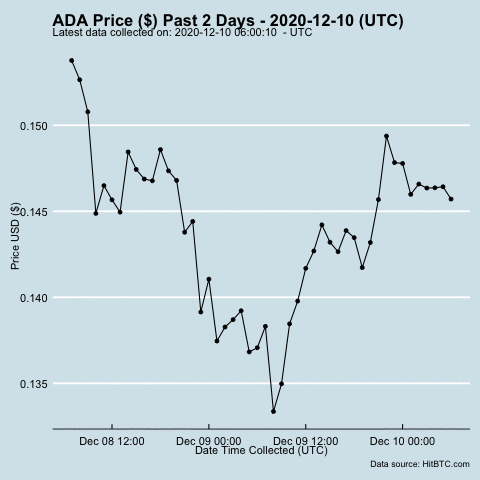 ADA Price ($) Past 2 Days - 2020-12-10 (UTC)
Latest data collected on: 2020-12-10 06:00:10  - UTC
0.150
0.145
0.140
0.135
Price USD ($)
Dec 08 12:00 Dec 09 00:00 Dec 09 12:00 Dec 10 00:00
Date Time Collected (UTC)
Data source: HitBTC.com